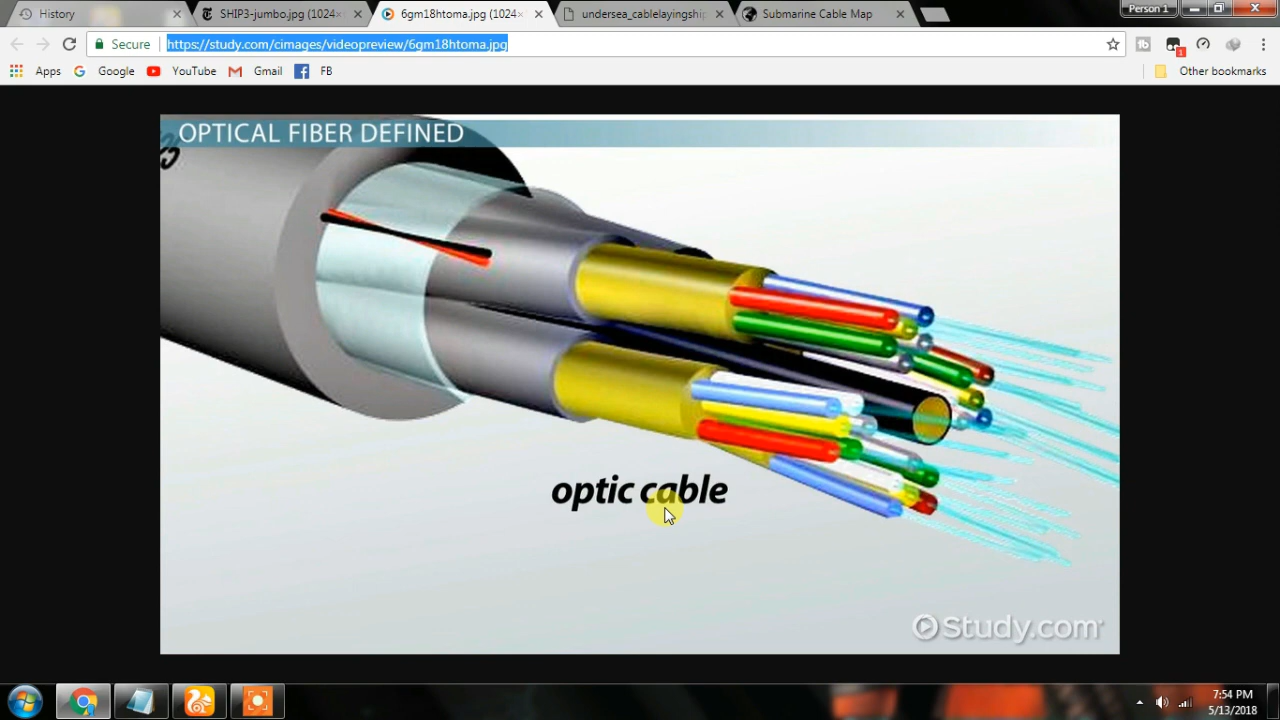 History
SHIP3-jumbo.jpg (1024×
6gm18htoma.jpg (1024×
undersea_cablelayingship
Submarine Cable Map
Person 1
Secure
https://study.com/cimages/videopreview/6gm18htoma.jpg
Apps
Google
YouTube
Gmail
FB
Other bookmarks
OPTICAL FIBER DEFINED
optic cable
Study.com
7:54 PM
5/13/2018